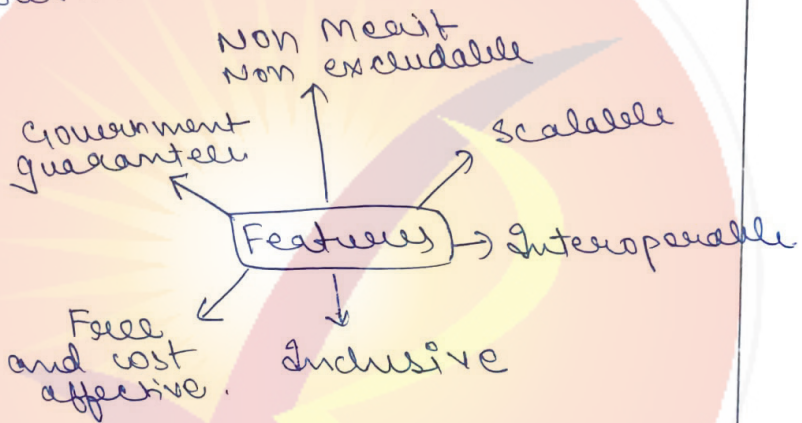 Non Merit
Non excludable
Government
guarantee
Scalable
Features
Interoperable
Free
and cost
affective.
Inclusive